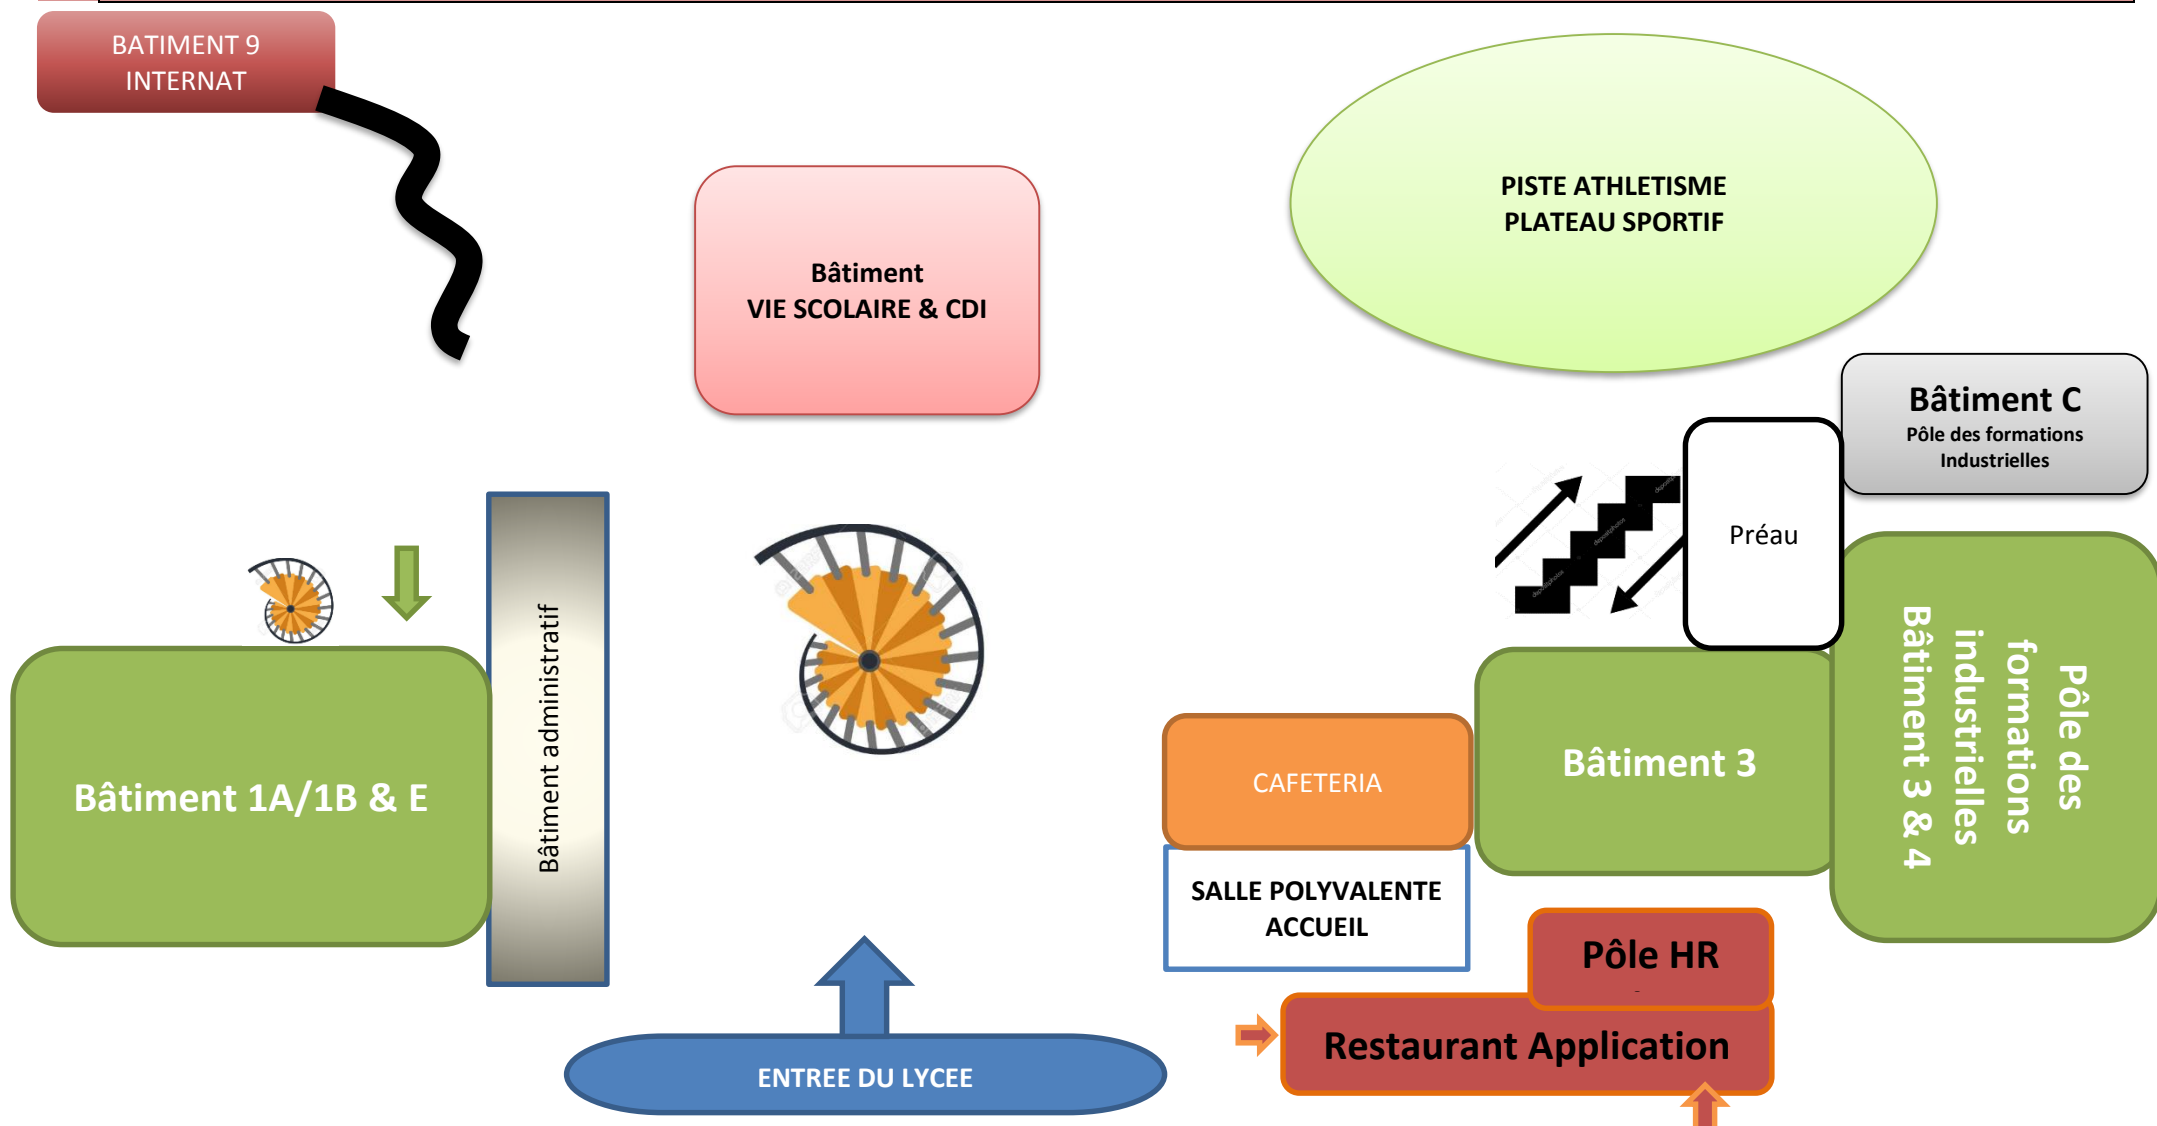 BATIMENT 9
INTERNAT
PISTE ATHLETISME
PLATEAU SPORTIF
Bâtiment
VIE SCOLAIRE & CDI
Bâtiment C
Pôle des formations
Industrielles
Préau
Bâtiment administratif
Pôle des
formations
industrielles
Bâtiment 3 & 4
Bâtiment 1A/1B & E
CAFETERIA
Bâtiment 3
SALLE POLYVALENTE
ACCUEIL
Pôle HR
Restaurant Application
ENTREE DU LYCEE